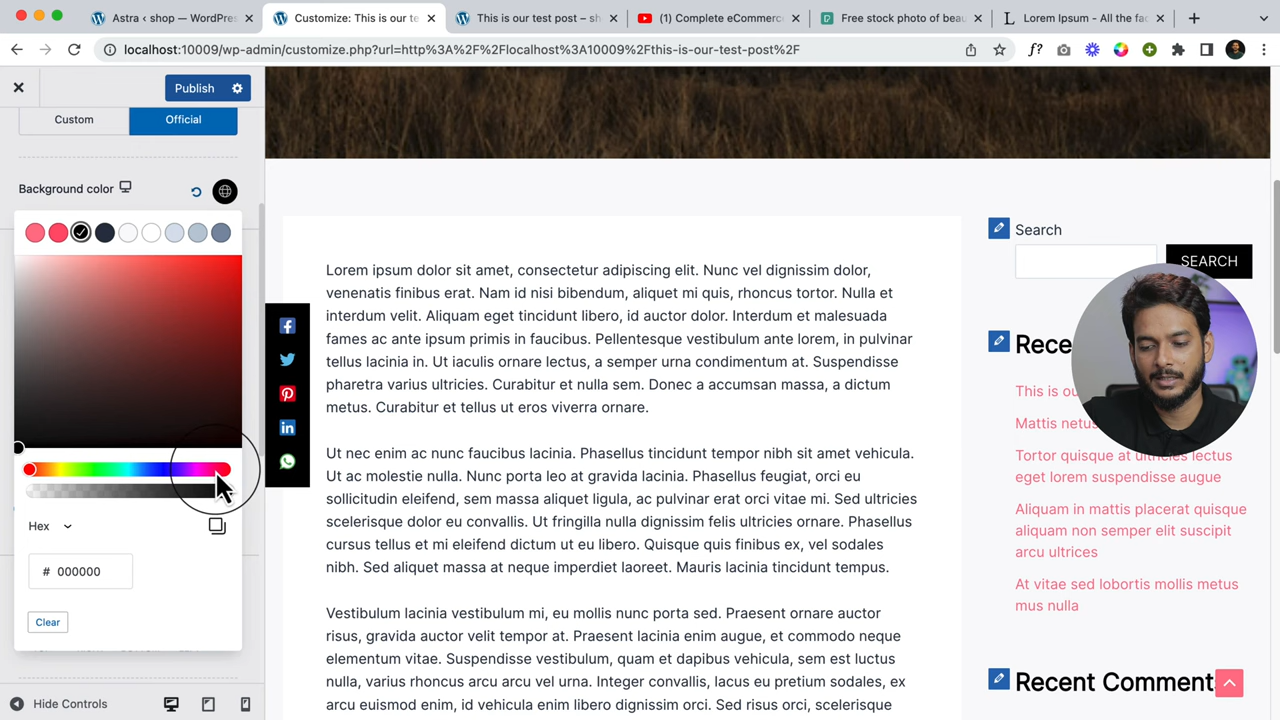 Astra ‹ shop — WordPres
Customize: This is our te
This is our test post – sh
(1) Complete eCommerc
Free stock photo of beau
Lorem Ipsum - All the fac
localhost:10009/wp-admin/customize.php?url=http%3A%2F%2Flocalhost%3A10009%2Fthis-is-our-test-post%2F
f?
Publish
Custom
Official
Background color
Hex
# 000000
Clear
Hide Controls
Lorem ipsum dolor sit amet, consectetur adipiscing elit. Nunc vel dignissim dolor,
venenatis finibus erat. Nam id nisi bibendum, aliquet mi quis, rhoncus tortor. Nulla et
interdum velit. Aliquam eget tincidunt libero, id auctor dolor. Interdum et malesuada
fames ac ante ipsum primis in faucibus. Pellentesque vestibulum ante lorem, in pulvinar
tellus lacinia in. Ut iaculis ornare lectus, a semper urna condimentum at. Suspendisse
pharetra varius ultricies. Curabitur et nulla sem. Donec a accumsan massa, a dictum
metus. Curabitur et tellus ut eros viverra ornare.
Ut nec enim ac nunc faucibus lacinia. Phasellus tincidunt tempor nibh sit amet vehicula.
Ut ac molestie nulla. Nunc porta leo at gravida lacinia. Phasellus feugiat, orci eu
sollicitudin eleifend, sem massa aliquet ligula, ac pulvinar erat orci vitae mi. Sed ultricies
scelerisque dolor eu convallis. Ut fringilla nulla dignissim felis ultricies ornare. Phasellus
cursus tellus et mi eleifend dictum ut eu libero. Quisque quis finibus ex, vel sodales
nibh. Sed aliquet massa at neque imperdiet laoreet. Mauris lacinia tincidunt tempus.
Vestibulum lacinia vestibulum mi, eu mollis nunc porta sed. Praesent ornare auctor
risus, gravida auctor velit tempor at. Praesent lacinia enim augue, et commodo neque
elementum vitae. Suspendisse vestibulum, quam et dapibus vehicula, sem est luctus
nulla, varius rhoncus arcu arcu vel urna. Integer convallis, lacus eu pretium sodales, ex
arcu euismod enim, id vehicula enim libero dignissim orci. Sed risus orci, scelerisque
Search
SEARCH
Rece
This is ou
Mattis netus
Tortor quisque at ultricies lectus
eget lorem suspendisse augue
Aliquam in mattis placerat quisque
aliquam non semper elit suscipit
arcu ultrices
At vitae sed lobortis mollis metus
mus nulla
Recent Comment